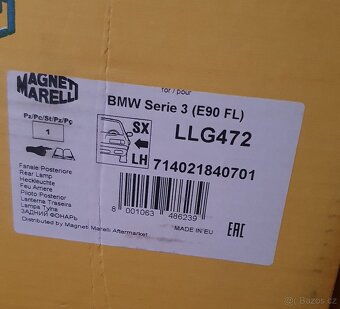 for / pour
MAGNETI MARELLI
BMW Serie 3 (E90 FL)
Pz/Pc/St/Pz/Pç
1
SX
LH
LLG472
714021840701
Fanale Posteriore
Rear Lamp
Heckleuchte
Feu Arriere
Piloto Posterior
Lanterna Traseira
Lampa Tylna
ЗАДНИЙ ФОНАРЬ
8 001063 486239
MADE IN EU
EAC
Distributed by Magneti Marelli Aftermarket
bazos.cz